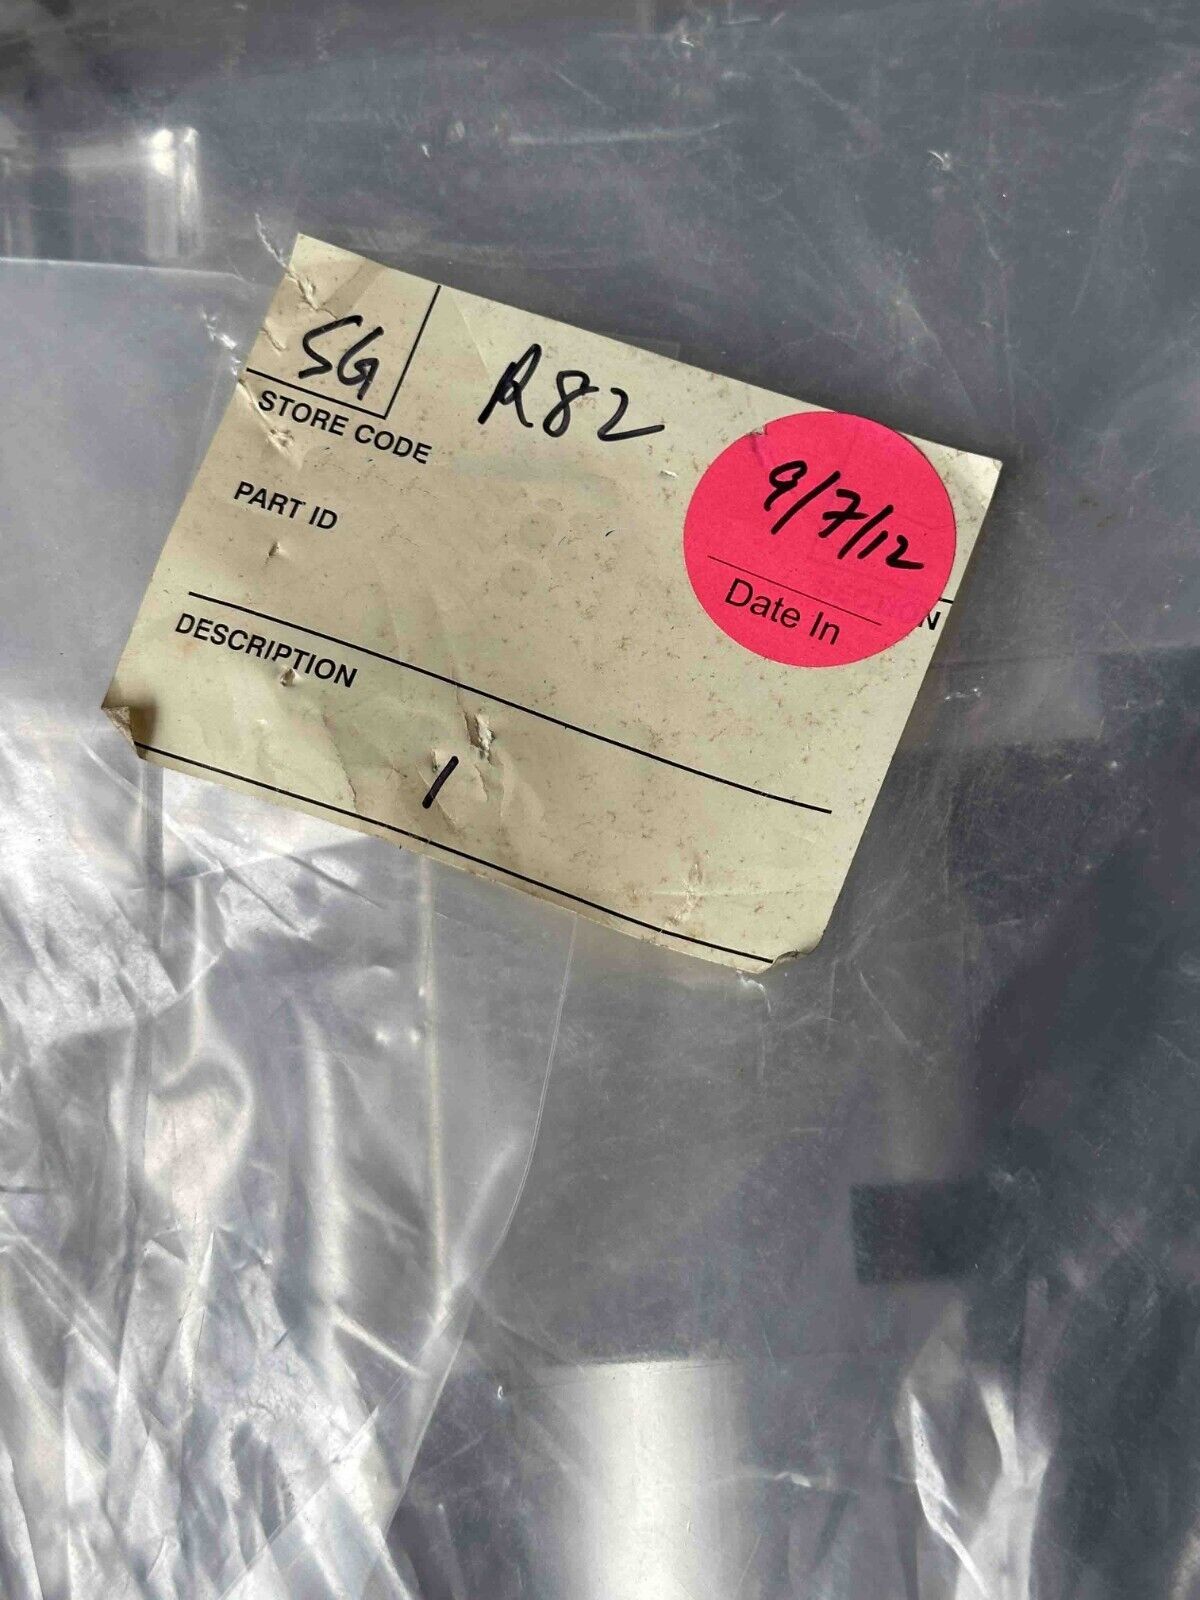 SG R82
STORE CODE
9/7/12
PART ID
Date In
DESCRIPTION
1